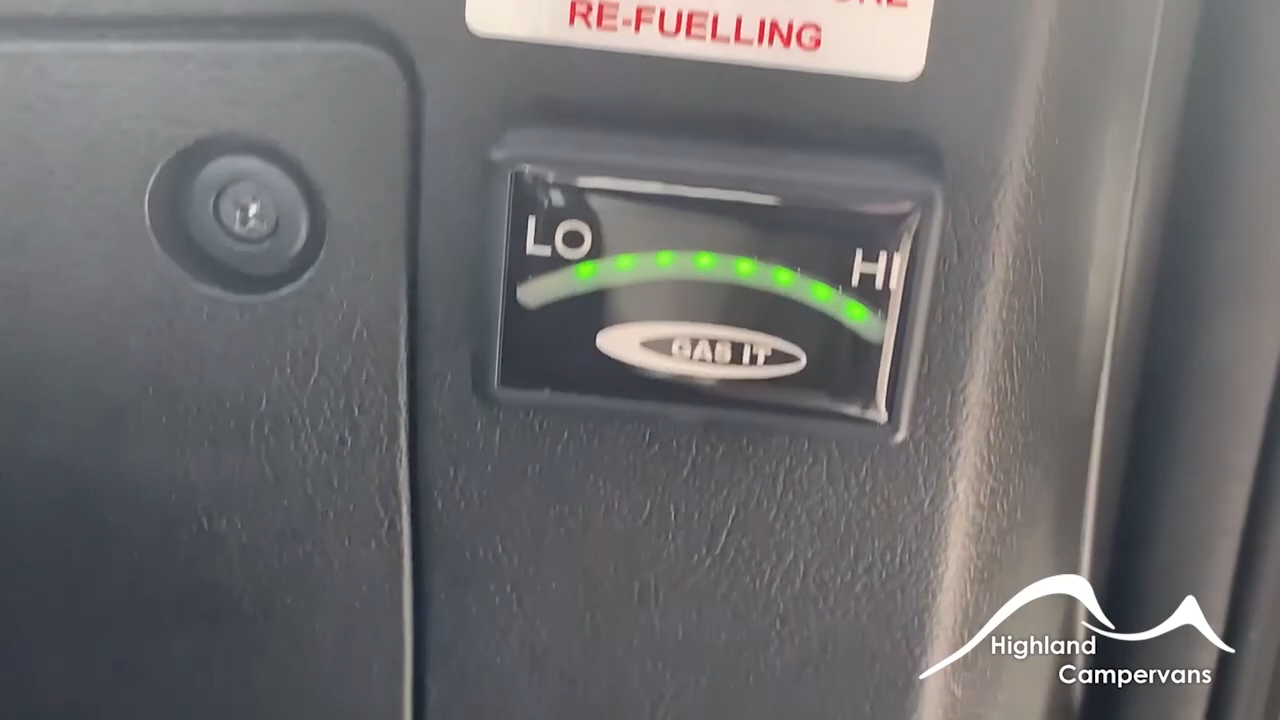 RE-FUELLING
LO
HI
GAS IT
Highland
Campervans